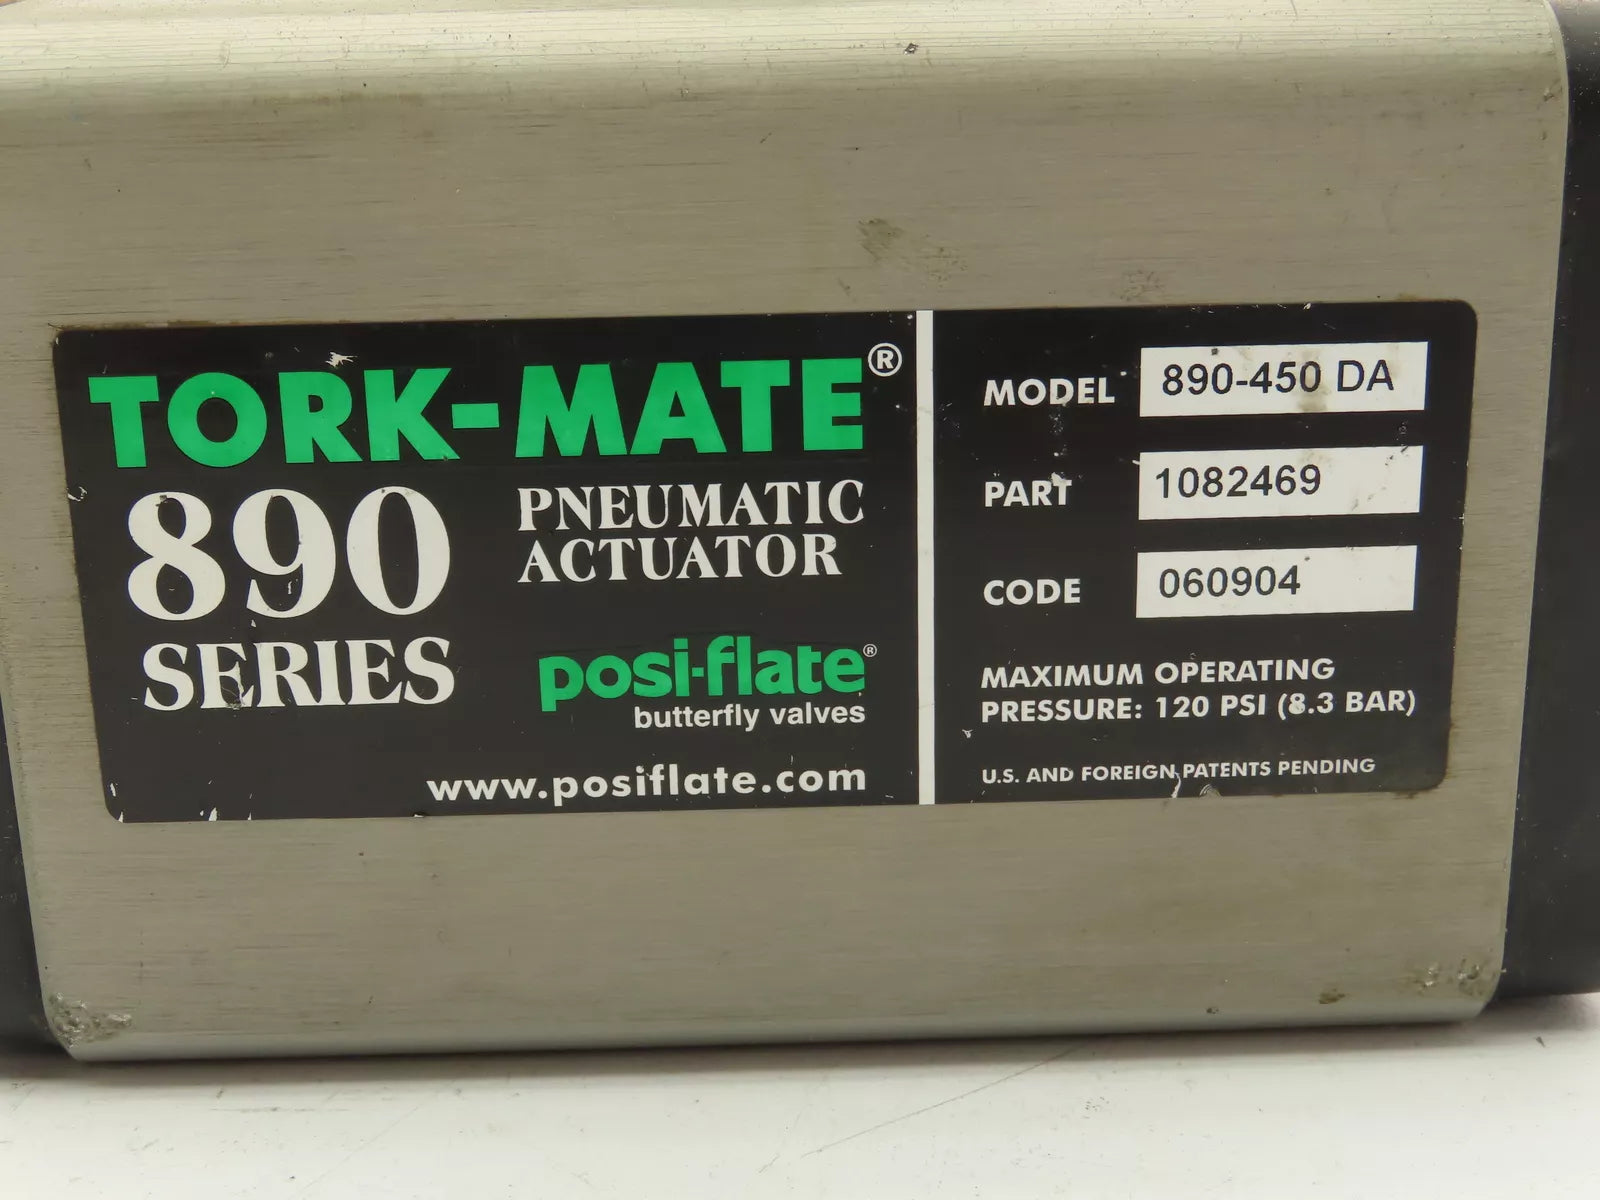 TORK-MATE®
890
SERIES
PNEUMATIC
ACTUATOR
posi-flate®
butterfly valves
www.posiflate.com
MODEL 890-450 DA
PART 1082469
CODE 060904
MAXIMUM OPERATING
PRESSURE: 120 PSI (8.3 BAR)
U.S. AND FOREIGN PATENTS PENDING